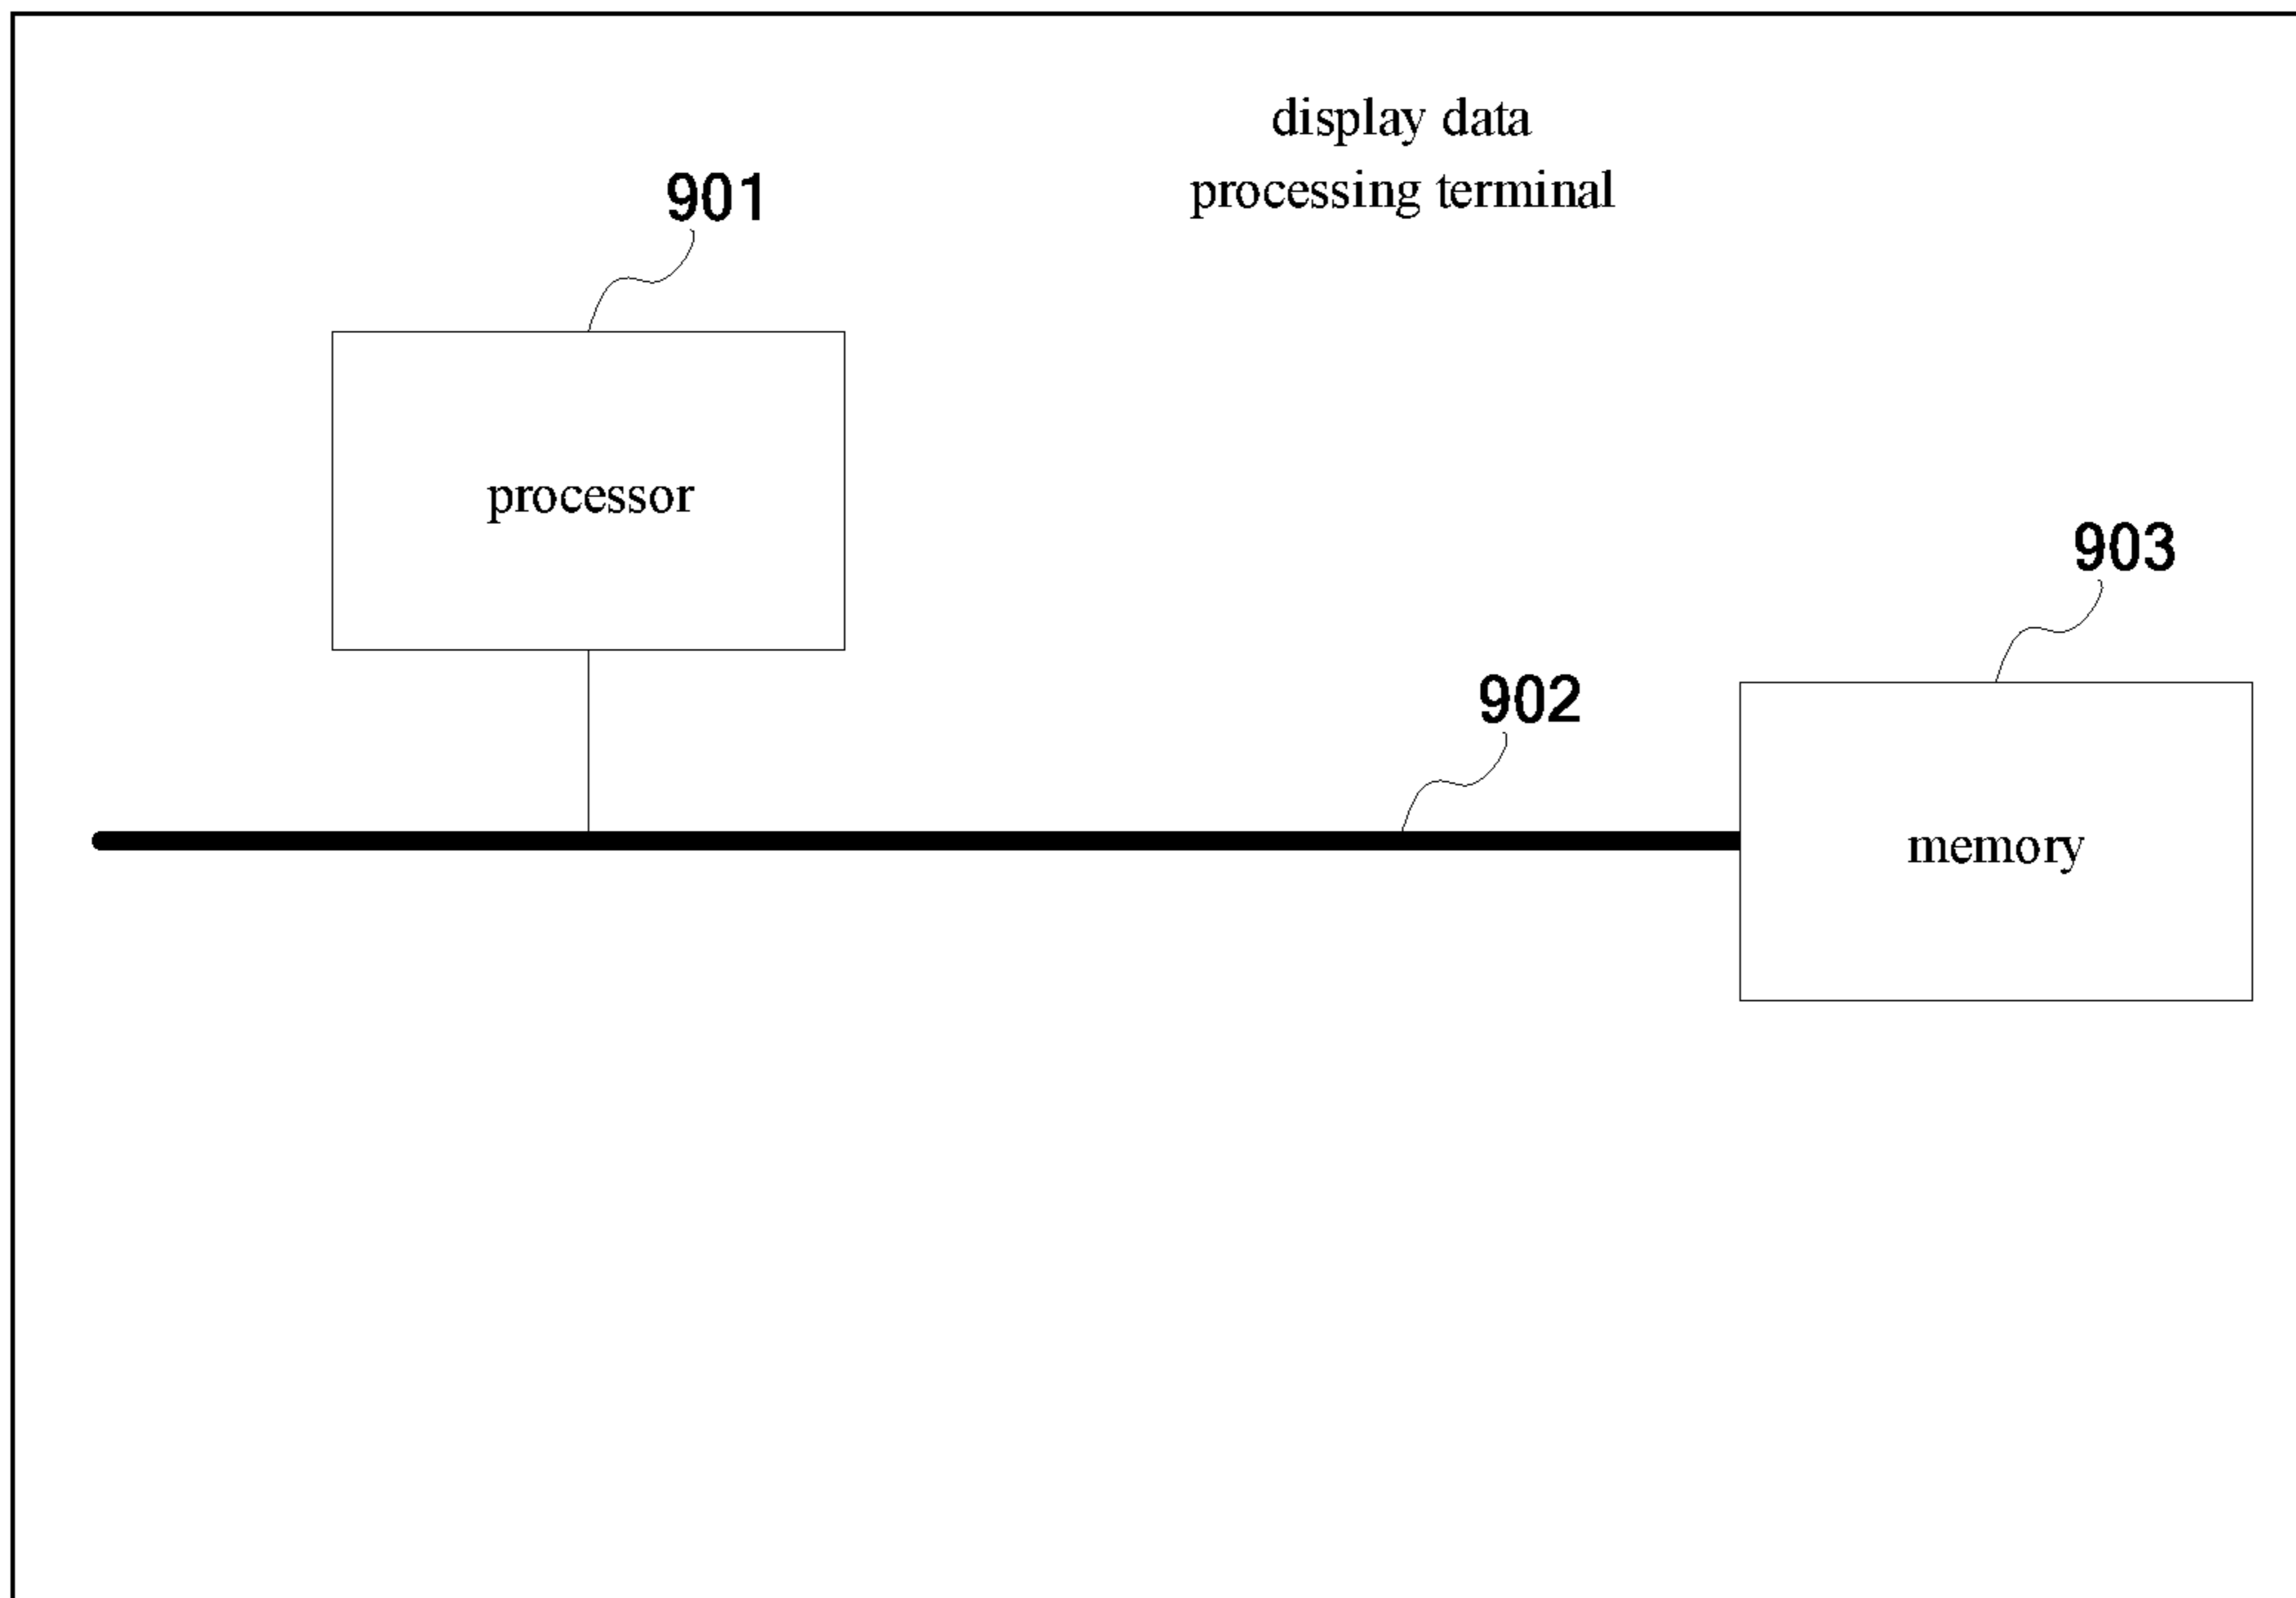 display data
processing terminal
901
processor
903
902
memory